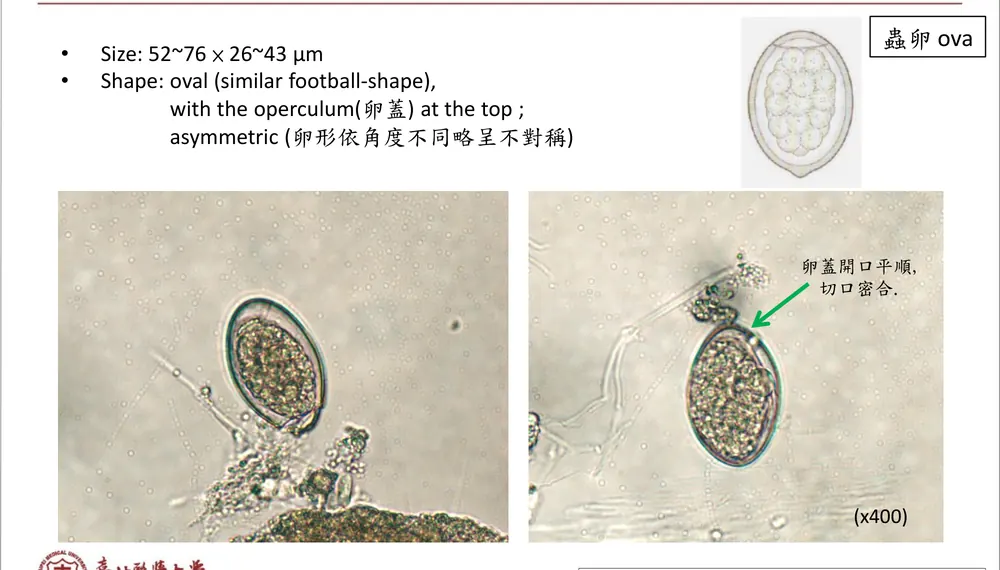 蟲卵 ova
• Size: 52~76 x 26~43 μm
• Shape: oval (similar football-shape),
with the operculum(卵蓋) at the top ;
asymmetric (卵形依角度不同略呈不對稱)
卵蓋開口平順,
切口密合.
(x400)